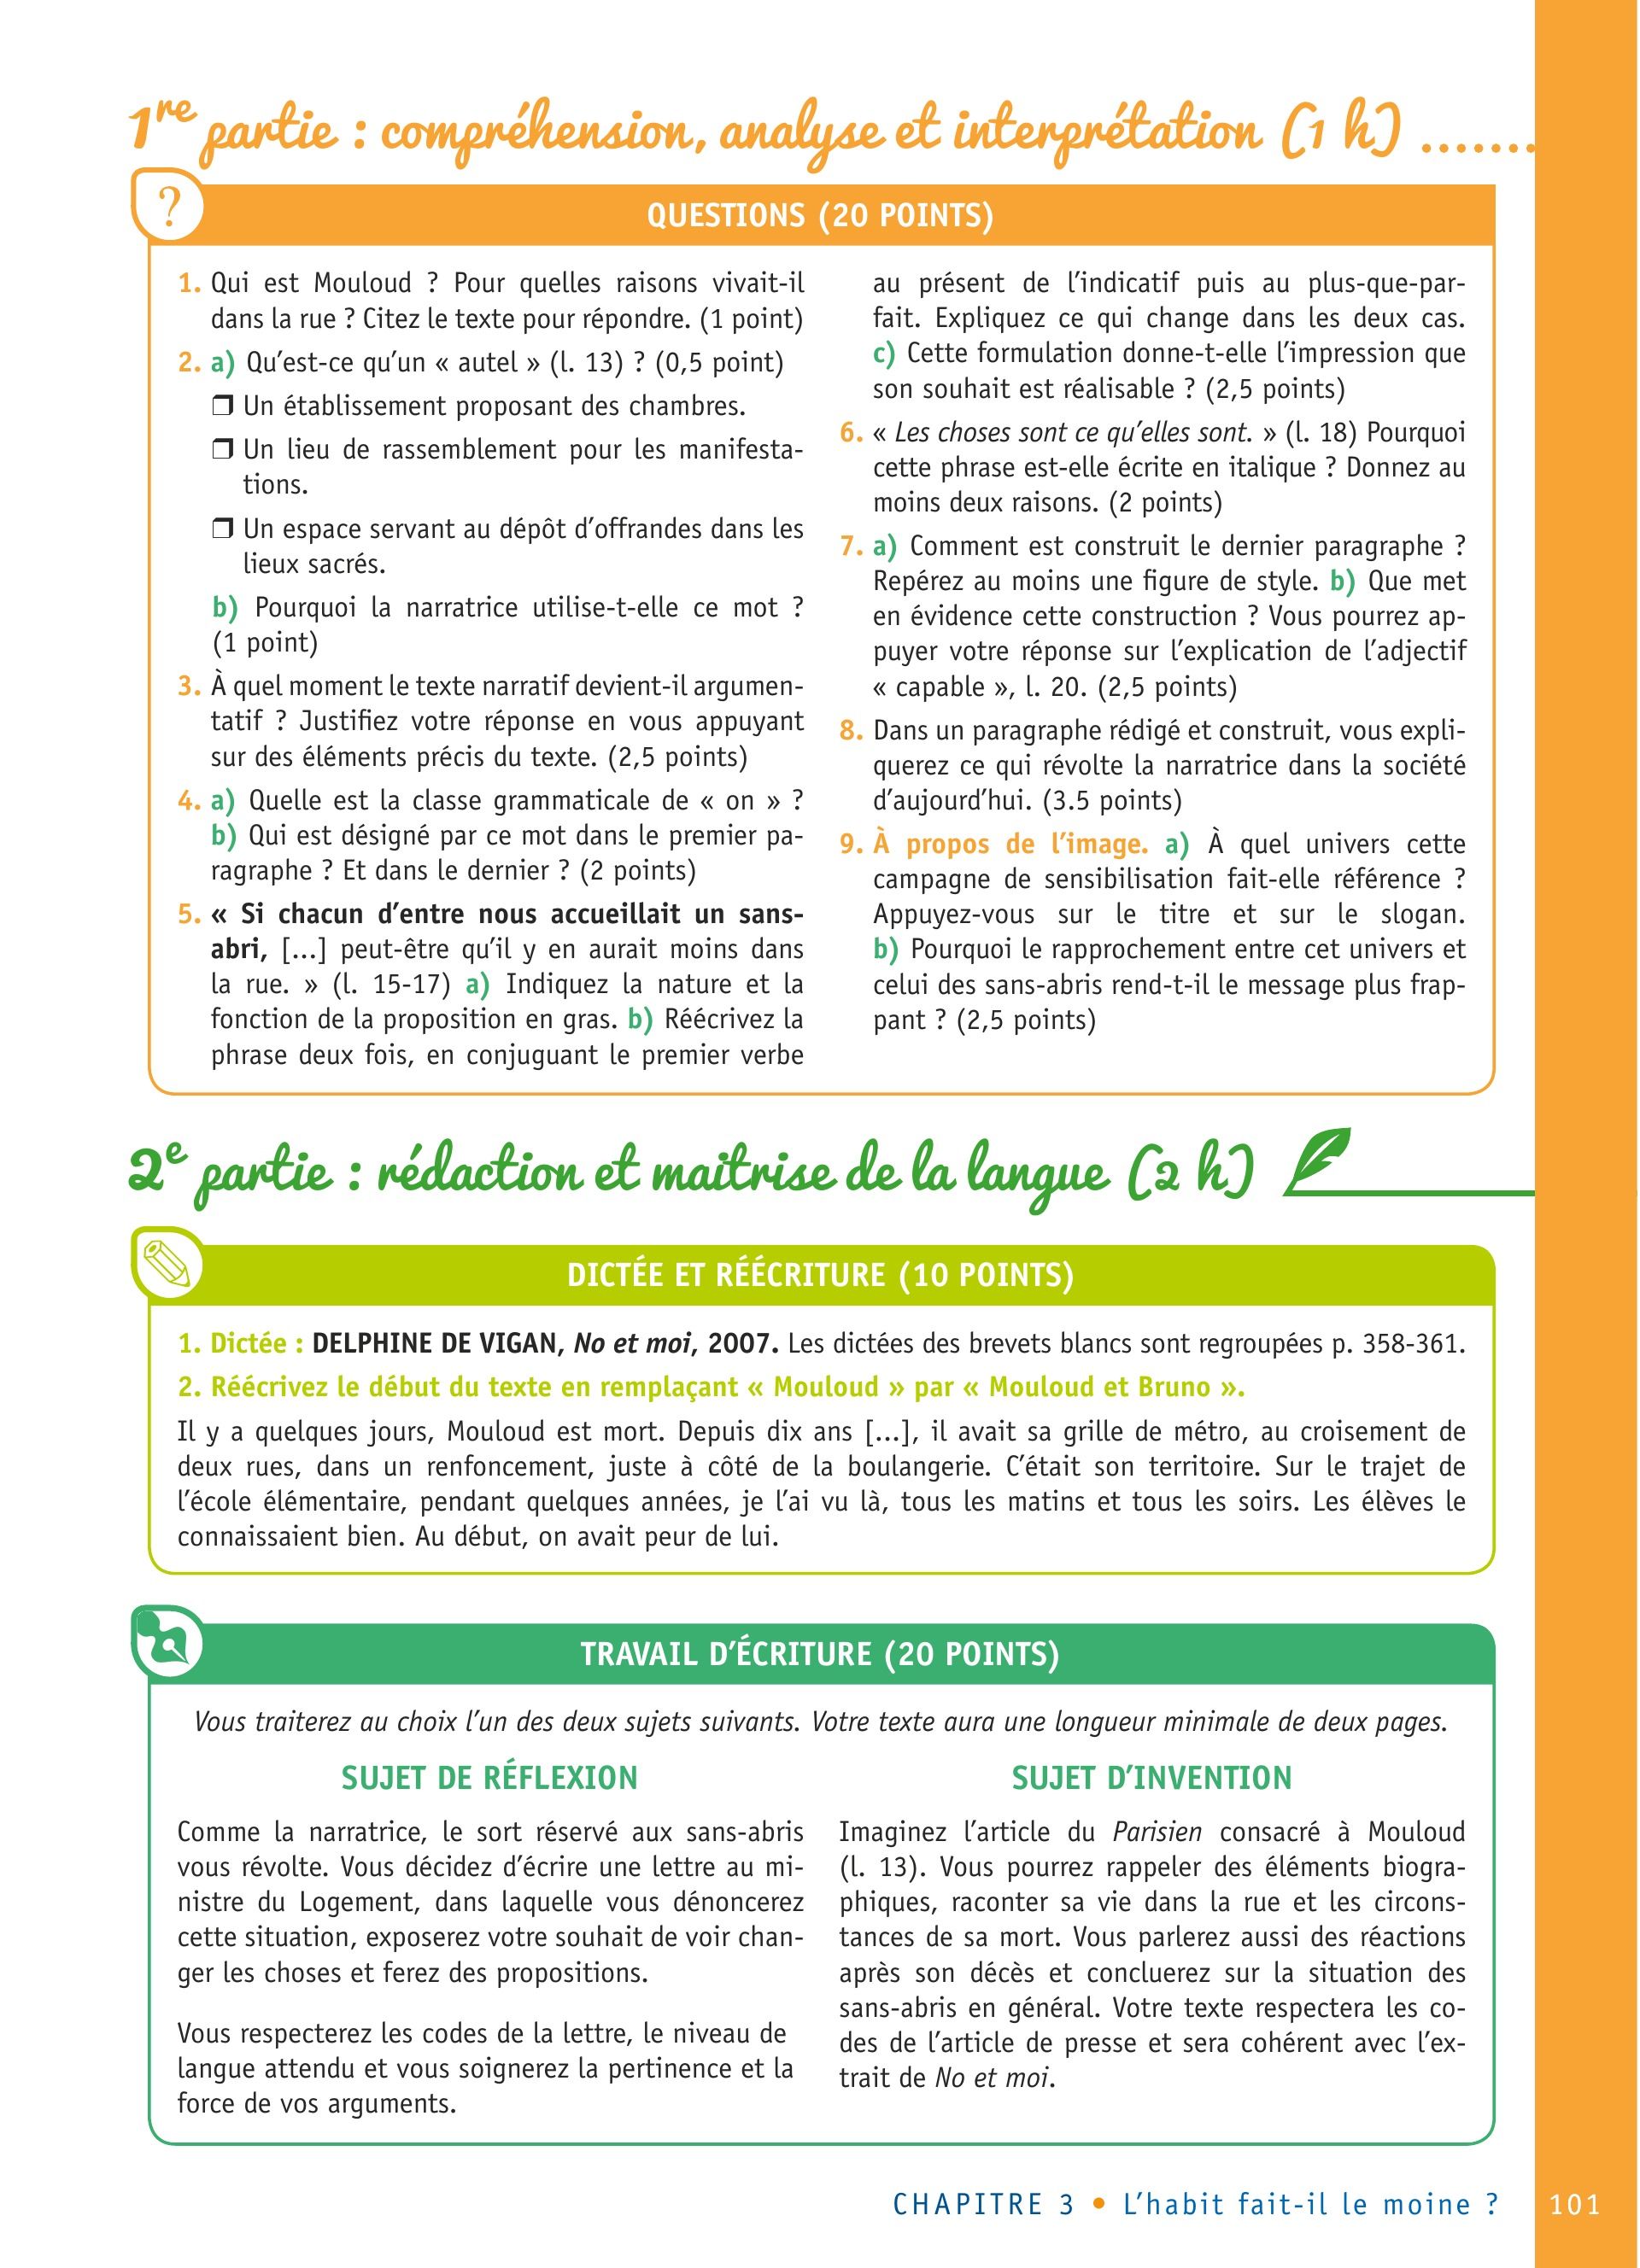 1re partie : compréhension, analyse et interprétation (1 h) .......
?
QUESTIONS (20 POINTS)
1. Qui est Mouloud ? Pour quelles raisons vivait-il
dans la rue ? Citez le texte pour répondre. (1 point)
2. a) Qu’est-ce qu’un « autel » (l. 13) ? (0,5 point)
❒ Un établissement proposant des chambres.
❒ Un lieu de rassemblement pour les manifesta-
tions.
❒ Un espace servant au dépôt d’offrandes dans les
lieux sacrés.
b) Pourquoi la narratrice utilise-t-elle ce mot ?
(1 point)
3. À quel moment le texte narratif devient-il argumen-
tatif ? Justifiez votre réponse en vous appuyant
sur des éléments précis du texte. (2,5 points)
4. a) Quelle est la classe grammaticale de « on » ?
b) Qui est désigné par ce mot dans le premier pa-
ragraphe ? Et dans le dernier ? (2 points)
5. « Si chacun d’entre nous accueillait un sans-
abri, [...] peut-être qu’il y en aurait moins dans
la rue. » (l. 15-17) a) Indiquez la nature et la
fonction de la proposition en gras. b) Réécrivez la
phrase deux fois, en conjuguant le premier verbe
au présent de l’indicatif puis au plus-que-par-
fait. Expliquez ce qui change dans les deux cas.
c) Cette formulation donne-t-elle l’impression que
son souhait est réalisable ? (2,5 points)
6. « Les choses sont ce qu’elles sont. » (l. 18) Pourquoi
cette phrase est-elle écrite en italique ? Donnez au
moins deux raisons. (2 points)
7. a) Comment est construit le dernier paragraphe ?
Repérez au moins une figure de style. b) Que met
en évidence cette construction ? Vous pourrez ap-
puyer votre réponse sur l’explication de l’adjectif
« capable », l. 20. (2,5 points)
8. Dans un paragraphe rédigé et construit, vous expli-
querez ce qui révolte la narratrice dans la société
d’aujourd’hui. (3.5 points)
9. À propos de l’image. a) À quel univers cette
campagne de sensibilisation fait-elle référence ?
Appuyez-vous sur le titre et sur le slogan.
b) Pourquoi le rapprochement entre cet univers et
celui des sans-abris rend-t-il le message plus frap-
pant ? (2,5 points)
2e partie : rédaction et maitrise de la langue (2 h)
DICTÉE ET RÉÉCRITURE (10 POINTS)
1. Dictée : DELPHINE DE VIGAN, No et moi, 2007. Les dictées des brevets blancs sont regroupées p. 358-361.
2. Réécrivez le début du texte en remplaçant « Mouloud » par « Mouloud et Bruno ».
Il y a quelques jours, Mouloud est mort. Depuis dix ans [...], il avait sa grille de métro, au croisement de
deux rues, dans un renfoncement, juste à côté de la boulangerie. C’était son territoire. Sur le trajet de
l’école élémentaire, pendant quelques années, je l’ai vu là, tous les matins et tous les soirs. Les élèves le
connaissaient bien. Au début, on avait peur de lui.
TRAVAIL D’ÉCRITURE (20 POINTS)
Vous traiterez au choix l’un des deux sujets suivants. Votre texte aura une longueur minimale de deux pages.
SUJET DE RÉFLEXION
Comme la narratrice, le sort réservé aux sans-abris
vous révolte. Vous décidez d’écrire une lettre au mi-
nistre du Logement, dans laquelle vous dénoncerez
cette situation, exposerez votre souhait de voir chan-
ger les choses et ferez des propositions.
Vous respecterez les codes de la lettre, le niveau de
langue attendu et vous soignerez la pertinence et la
force de vos arguments.
SUJET D’INVENTION
Imaginez l’article du Parisien consacré à Mouloud
(l. 13). Vous pourrez rappeler des éléments biogra-
phiques, raconter sa vie dans la rue et les circons-
tances de sa mort. Vous parlerez aussi des réactions
après son décès et concluerez sur la situation des
sans-abris en général. Votre texte respectera les co-
des de l’article de presse et sera cohérent avec l’ex-
trait de No et moi.
CHAPITRE 3 • L’habit fait-il le moine ? 101